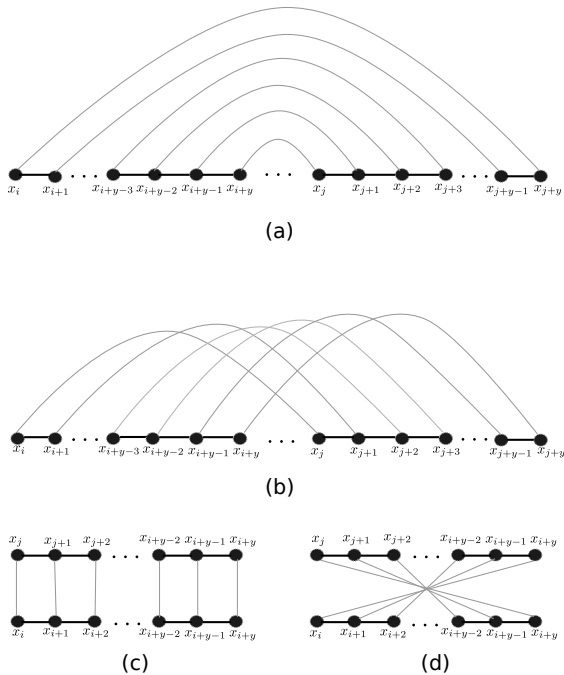 x_i x_{i+1} ... x_{i+y-3} x_{i+y-2} x_{i+y-1} x_{i+y} ... x_j x_{j+1} x_{j+2} x_{j+3} ... x_{j+y-1} x_{j+y}
(a)
x_i x_{i+1} ... x_{i+y-3} x_{i+y-2} x_{i+y-1} x_{i+y} ... x_j x_{j+1} x_{j+2} x_{j+3} ... x_{j+y-1} x_{j+y}
(b)
x_j x_{j+1} x_{j+2} ... x_{i+y-2} x_{i+y-1} x_{i+y}
x_i x_{i+1} x_{i+2} ... x_{i+y-2} x_{i+y-1} x_{i+y}
(c)
x_j x_{j+1} x_{j+2} ... x_{i+y-2} x_{i+y-1} x_{i+y}
x_i x_{i+1} x_{i+2} ... x_{i+y-2} x_{i+y-1} x_{i+y}
(d)